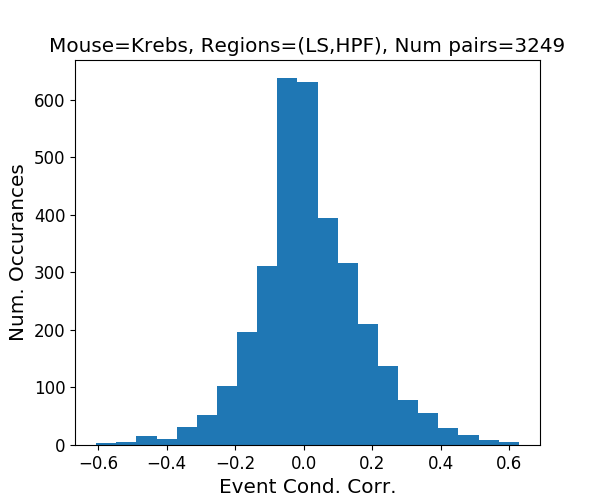 Mouse=Krebs, Regions=(LS,HPF), Num pairs=3249
Num. Occurances
600
500
400
300
200
100
0
−0.6 −0.4 −0.2 0.0 0.2 0.4 0.6
Event Cond. Corr.